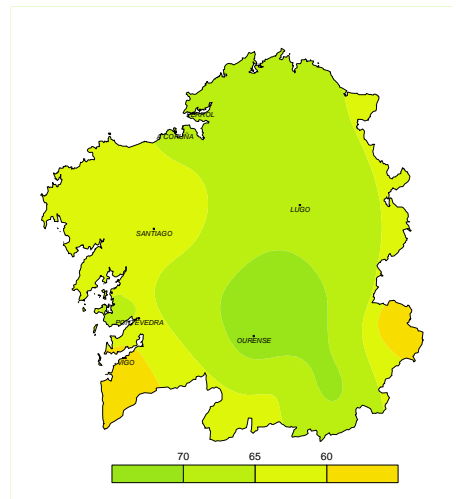 FERROL
A CORUÑA
LUGO
SANTIAGO
PONTEVEDRA
OURENSE
VIGO
70 65 60